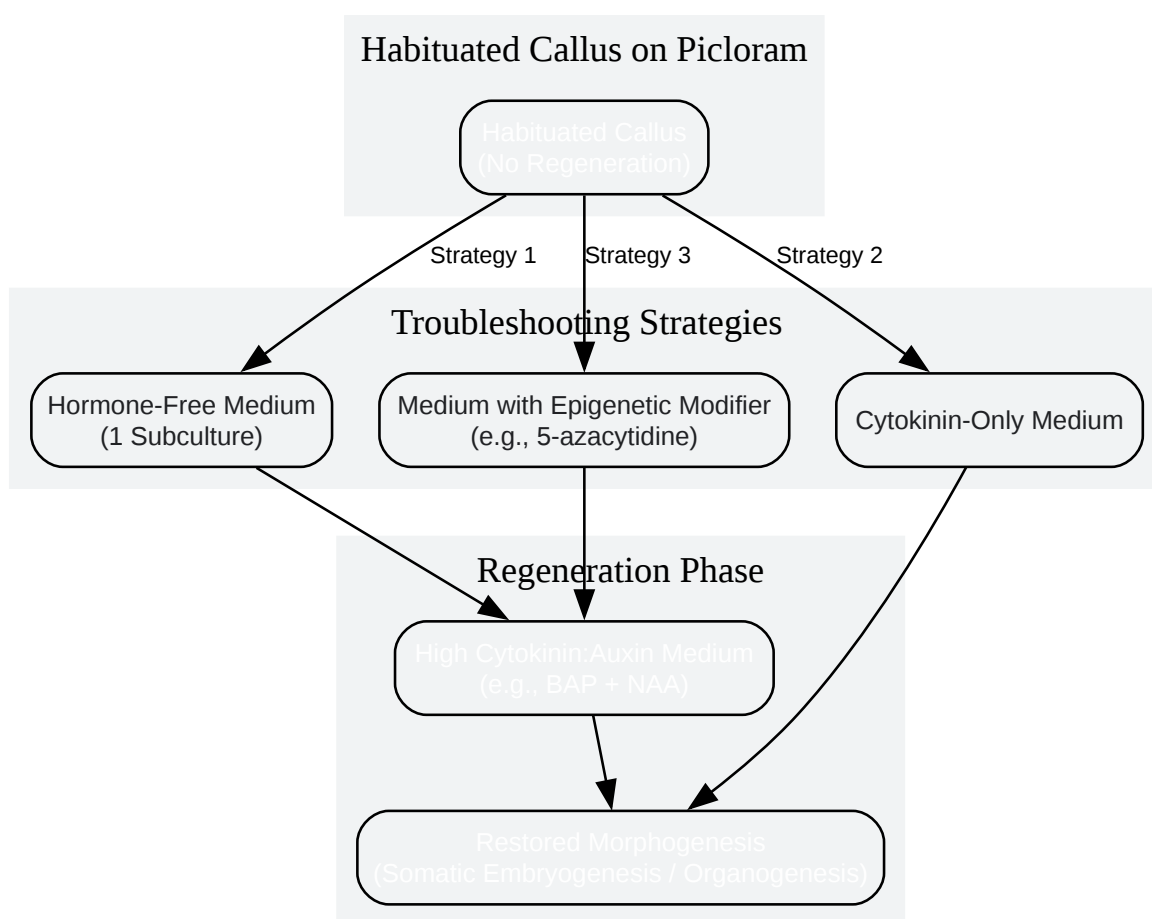 Habituated Callus on Picloram
Habituated Callus
(No Regeneration)
Strategy 1
Strategy 3
Strategy 2
Troubleshooting Strategies
Hormone-Free Medium
(1 Subculture)
Medium with Epigenetic Modifier
(e.g., 5-azacytidine)
Cytokinin-Only Medium
Regeneration Phase
High Cytokinin:Auxin Medium
(e.g., BAP + NAA)
Restored Morphogenesis
(Somatic Embryogenesis / Organogenesis)